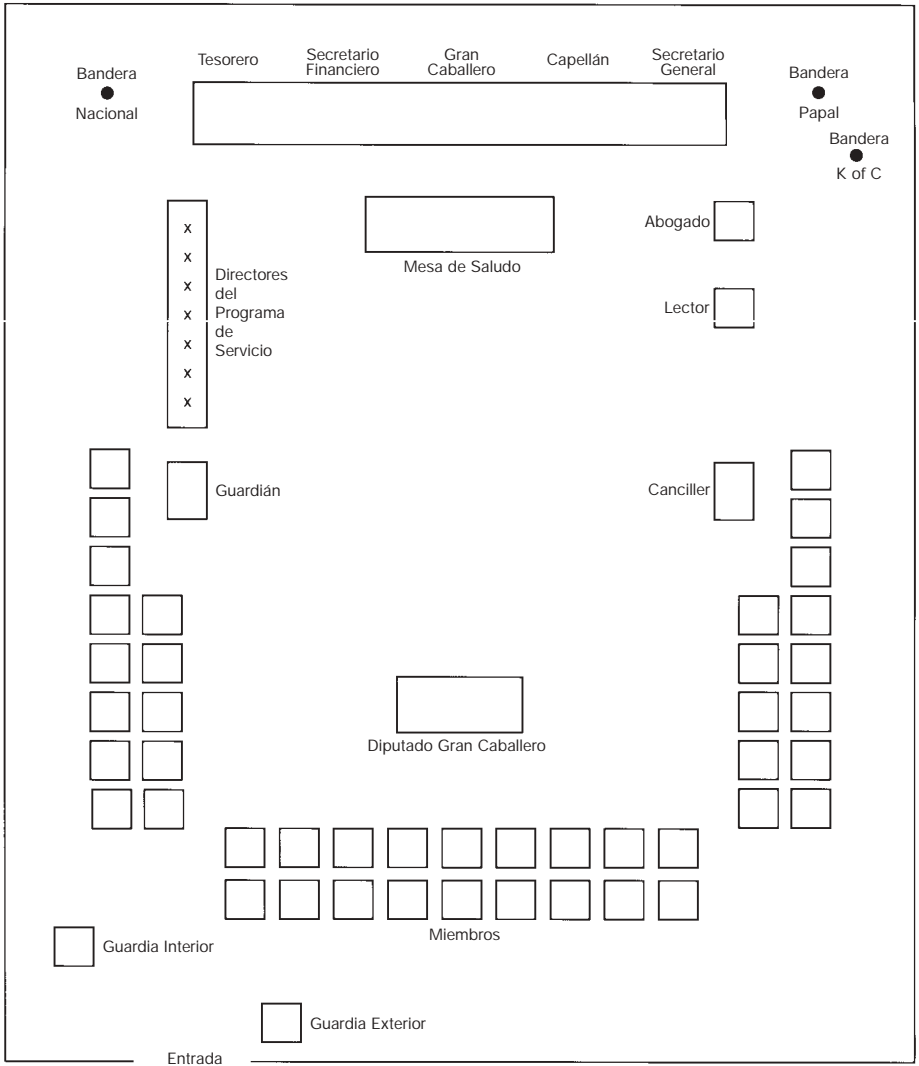 Tesorero
Secretario
Financiero
Gran
Caballero
Capellán
Secretario
General
Bandera
Nacional
Bandera
Papal
Bandera
K of C
x
x
x
x
x
x
x
Directores
del
Programa
de
Servicio
Mesa de Saludo
Abogado
Lector
Guardián
Canciller
Diputado Gran Caballero
Miembros
Guardia Interior
Guardia Exterior
Entrada